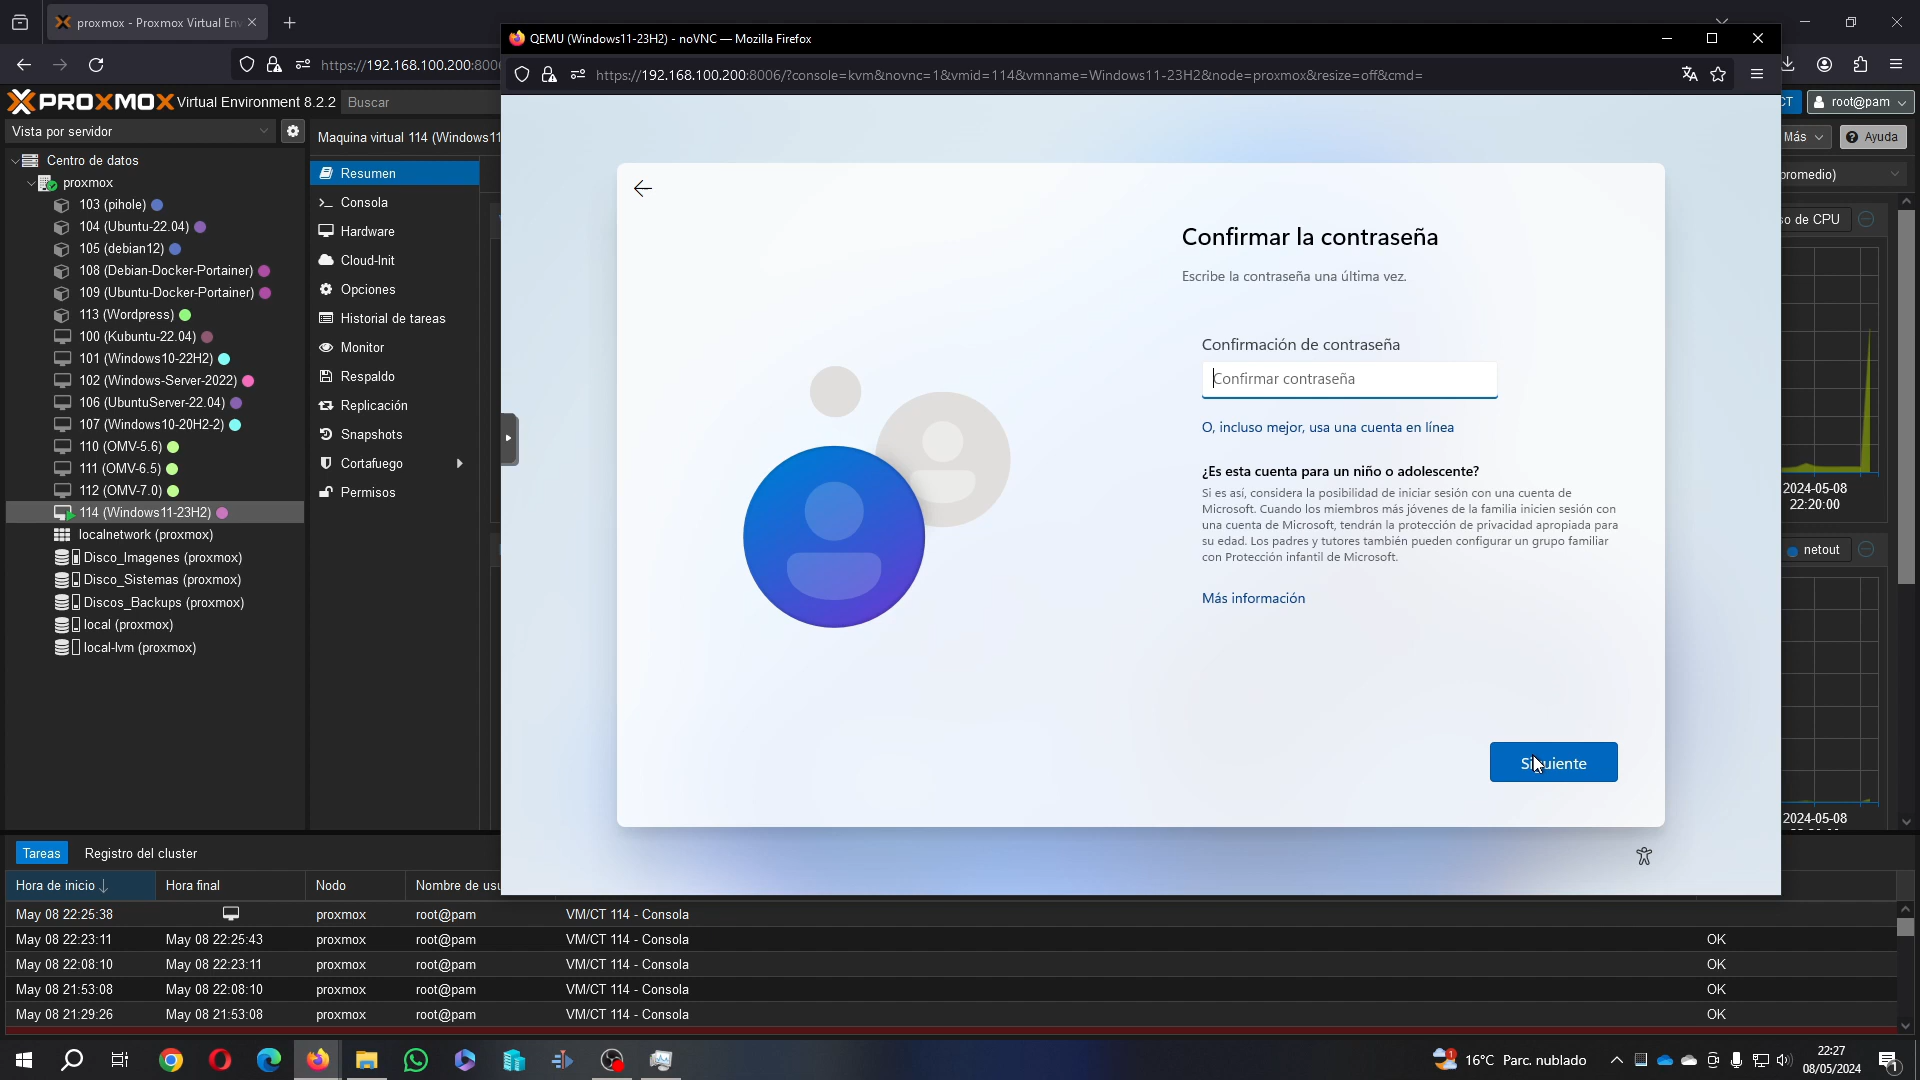 proxmox - Proxmox Virtual En
QEMU (Windows11-23H2) - noVNC — Mozilla Firefox
https://192.168.100.200:800
https://192.168.100.200:8006/?console=kvm&novnc=1&vmid=114&vmname=Windows11-23H2&node=proxmox&resize=off&cmd=
PROXMOX Virtual Environment 8.2.2
Buscar
CT
root@pam
Vista por servidor
Maquina virtual 114 (Windows11
Más
Ayuda
Centro de datos
proxmox
103 (pihole)
104 (Ubuntu-22.04)
105 (debian12)
108 (Debian-Docker-Portainer)
109 (Ubuntu-Docker-Portainer)
113 (Wordpress)
100 (Kubuntu-22.04)
101 (Windows10-22H2)
102 (Windows-Server-2022)
106 (UbuntuServer-22.04)
107 (Windows10-20H2-2)
110 (OMV-5.6)
111 (OMV-6.5)
112 (OMV-7.0)
114 (Windows11-23H2)
localnetwork (proxmox)
Disco_Imagenes (proxmox)
Disco_Sistemas (proxmox)
Discos_Backups (proxmox)
local (proxmox)
local-lvm (proxmox)
Resumen
Consola
Hardware
Cloud-Init
Opciones
Historial de tareas
Monitor
Respaldo
Replicación
Snapshots
Cortafuego
Permisos
Confirmar la contraseña
Escribe la contraseña una última vez.
Confirmación de contraseña
Confirmar contraseña
O, incluso mejor, usa una cuenta en línea
¿Es esta cuenta para un niño o adolescente?
Si es así, considera la posibilidad de iniciar sesión con una cuenta de
Microsoft. Cuando los miembros más jóvenes de la familia inicien sesión con
una cuenta de Microsoft, tendrán la protección de privacidad apropiada para
su edad. Los padres y tutores también pueden configurar un grupo familiar
con Protección infantil de Microsoft.
Más información
Siguiente
promedio)
so de CPU
2024-05-08
22:20:00
netout
2024-05-08
Tareas
Registro del cluster
Hora de inicio
Hora final
Nodo
Nombre de usu
May 08 22:25:38 proxmox root@pam VM/CT 114 - Consola
May 08 22:23:11 May 08 22:25:43 proxmox root@pam VM/CT 114 - Consola OK
May 08 22:08:10 May 08 22:23:11 proxmox root@pam VM/CT 114 - Consola OK
May 08 21:53:08 May 08 22:08:10 proxmox root@pam VM/CT 114 - Consola OK
May 08 21:29:26 May 08 21:53:08 proxmox root@pam VM/CT 114 - Consola OK
16°C Parc. nublado
22:27
08/05/2024